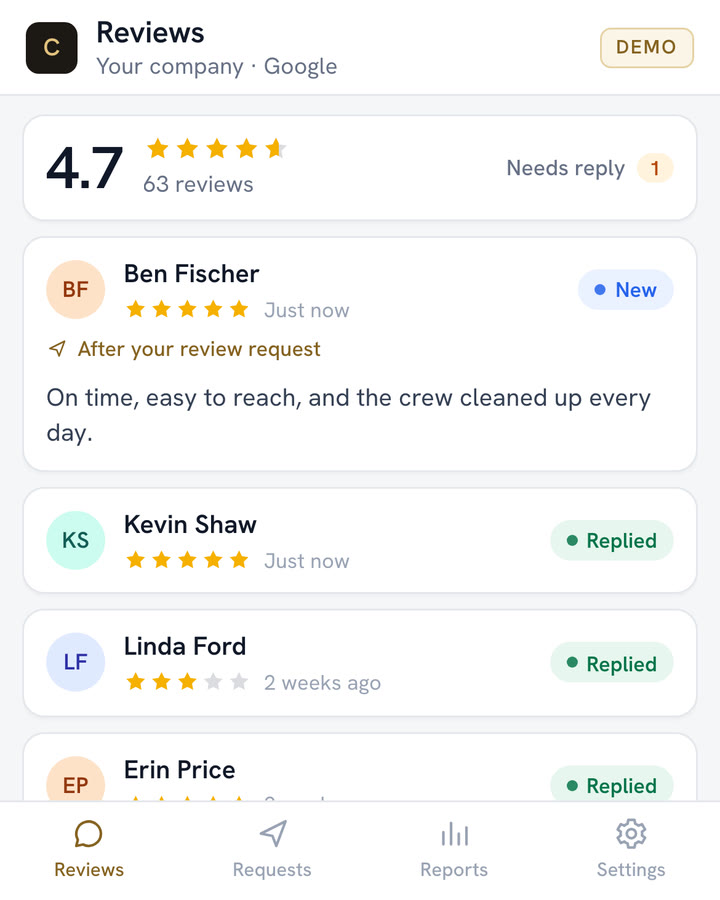 C
Reviews
Your company · Google
DEMO
4.7
63 reviews
Needs reply 1
BF
Ben Fischer
Just now
New
After your review request
On time, easy to reach, and the crew cleaned up every
day.
KS
Kevin Shaw
Just now
Replied
LF
Linda Ford
2 weeks ago
Replied
EP
Erin Price
Replied
Reviews
Requests
Reports
Settings